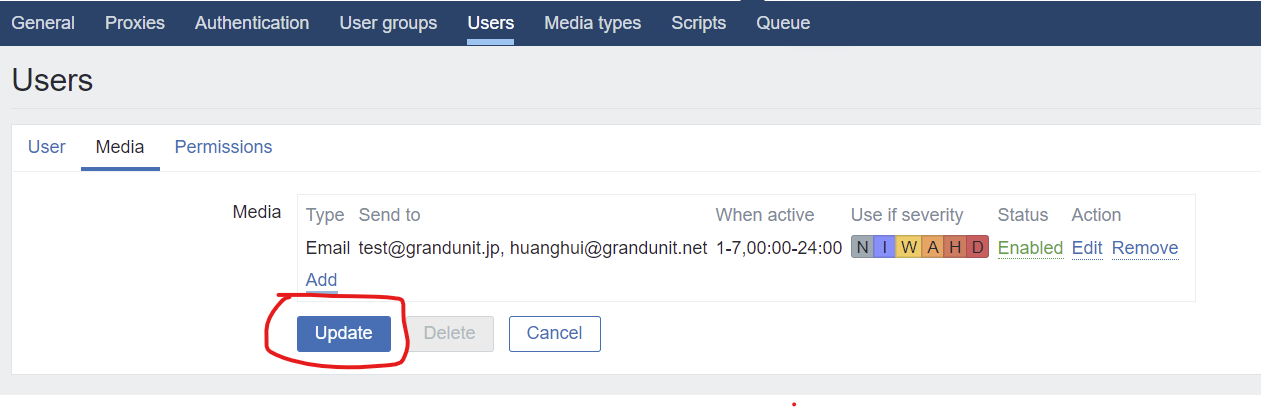 General Proxies Authentication User groups Users Media types Scripts Queue
Users
User Media Permissions
Media Type Send to When active Use if severity Status Action
Email test@grandunit.jp, huanghui@grandunit.net 1-7,00:00-24:00 N I W A H D Enabled Edit Remove
Add
Update Delete Cancel